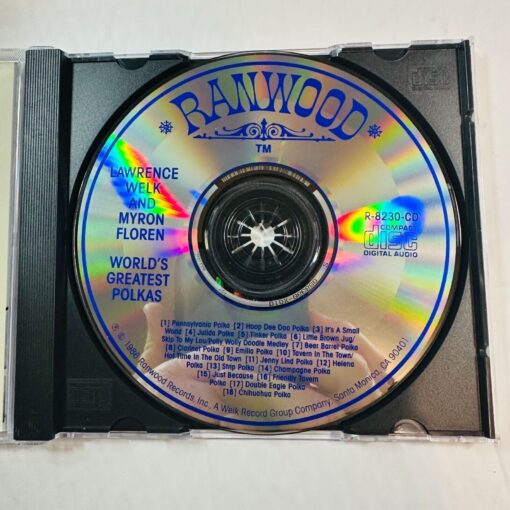 RANWOOD
TM
LAWRENCE
WELK
AND
MYRON
FLOREN
WORLD'S
GREATEST
POLKAS
R-8230-CD
COMPACT
disc
DIGITAL AUDIO
[1] Pennsylvania Polka [2] Hoop Dee Doo Polka [3] It's A Small
World [4] Julida Polka [5] Tinker Polka [6] Little Brown Jug/
Skip To My Lou/Polly Wolly Doodle Medley [7] Beer Barrel Polka
[8] Clarinet Polka [9] Emilia Polka [10] Tavern In The Town/
Hot Time In The Old Town [11] Jenny Lind Polka [12] Helena
Polka [13] Strip Polka [14] Champagne Polka
[15] Just Because [16] Friendly Tavern
Polka [17] Double Eagle Polka
[18] Chihuahua Polka
℗ © 1988 Ranwood Records, Inc. A Welk Record Group Company, Santa Monica, CA 90401